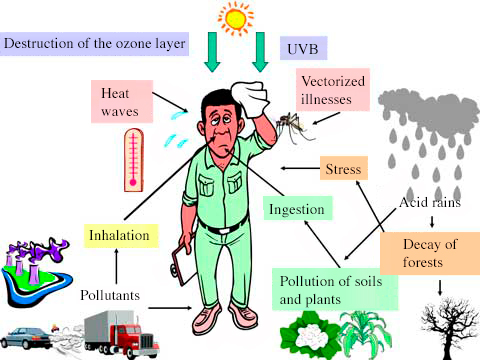 Destruction of the ozone layer
UVB
Heat
waves
Vectorized
illnesses
Stress
Ingestion
Acid rains
Inhalation
Decay of
forests
Pollutants
Pollution of soils
and plants